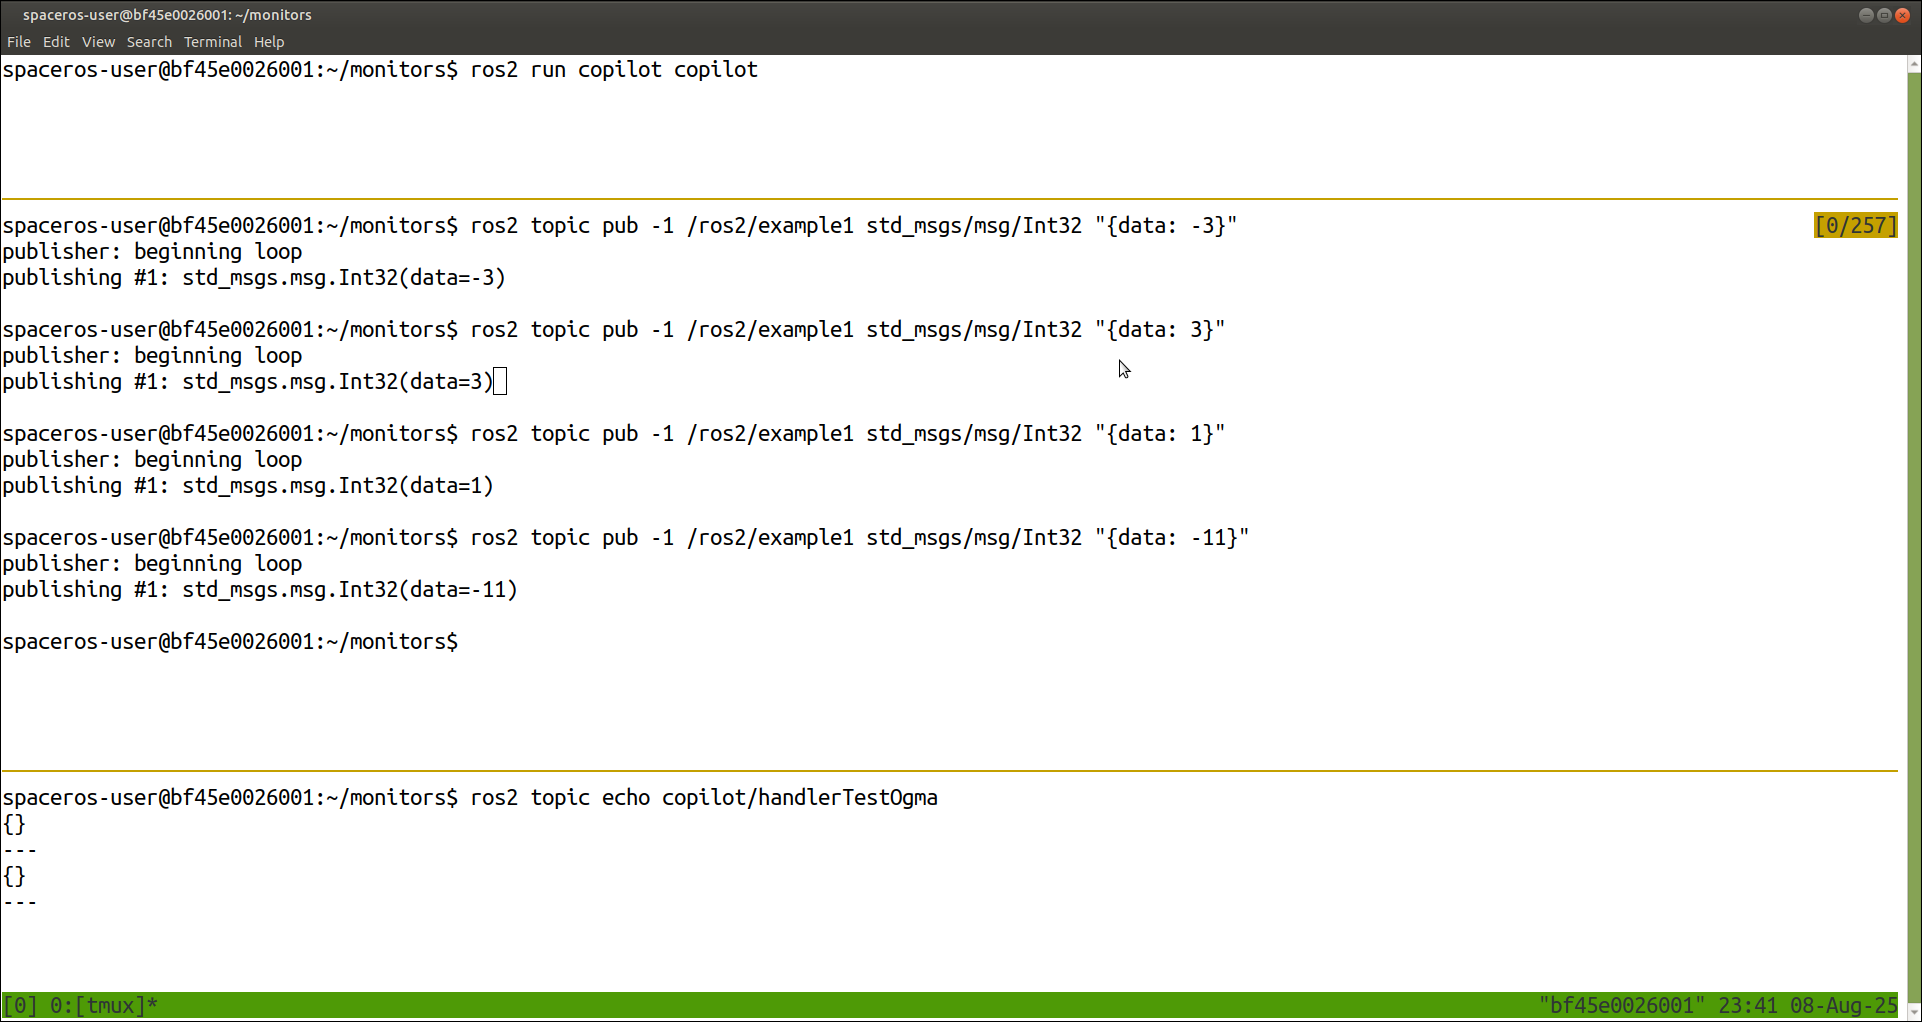 spaceros-user@bf45e0026001: ~/monitors
File Edit View Search Terminal Help
spaceros-user@bf45e0026001:~/monitors$ ros2 run copilot copilot
spaceros-user@bf45e0026001:~/monitors$ ros2 topic pub -1 /ros2/example1 std_msgs/msg/Int32 "{data: -3}" [0/257]
publisher: beginning loop
publishing #1: std_msgs.msg.Int32(data=-3)
spaceros-user@bf45e0026001:~/monitors$ ros2 topic pub -1 /ros2/example1 std_msgs/msg/Int32 "{data: 3}"
publisher: beginning loop
publishing #1: std_msgs.msg.Int32(data=3)
spaceros-user@bf45e0026001:~/monitors$ ros2 topic pub -1 /ros2/example1 std_msgs/msg/Int32 "{data: 1}"
publisher: beginning loop
publishing #1: std_msgs.msg.Int32(data=1)
spaceros-user@bf45e0026001:~/monitors$ ros2 topic pub -1 /ros2/example1 std_msgs/msg/Int32 "{data: -11}"
publisher: beginning loop
publishing #1: std_msgs.msg.Int32(data=-11)
spaceros-user@bf45e0026001:~/monitors$
spaceros-user@bf45e0026001:~/monitors$ ros2 topic echo copilot/handlerTestOgma
{}
---
{}
---
[0] 0:[tmux]* "bf45e0026001" 23:41 08-Aug-25